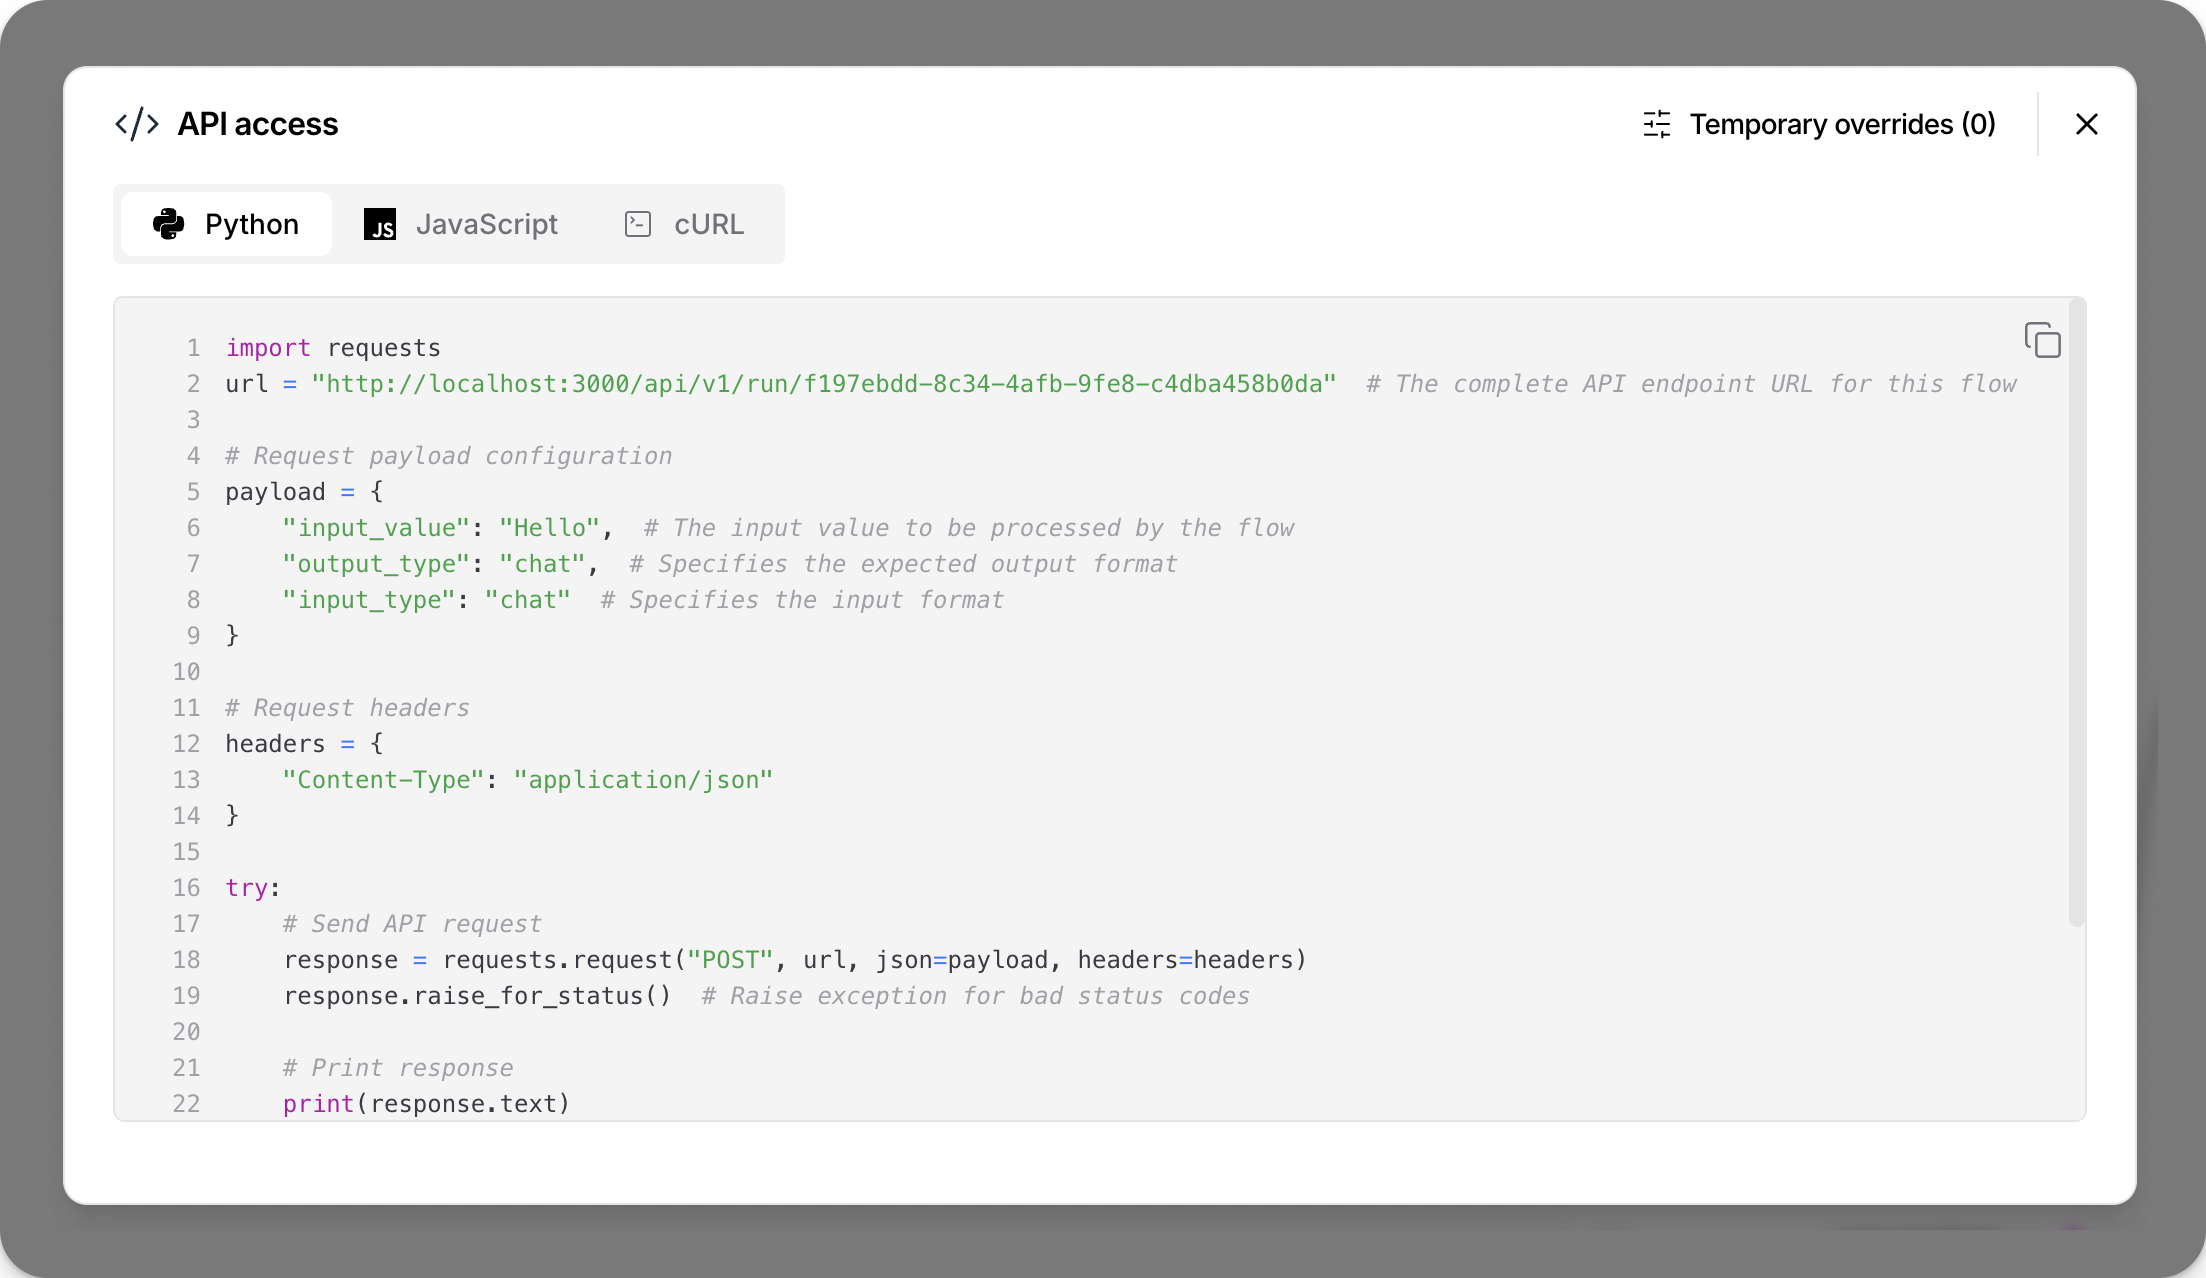 </> API access
Temporary overrides (0)
Python JavaScript cURL
1 import requests
2 url = "http://localhost:3000/api/v1/run/f197ebdd-8c34-4afb-9fe8-c4dba458b0da"  # The complete API endpoint URL for this flow
3
4 # Request payload configuration
5 payload = {
6     "input_value": "Hello",  # The input value to be processed by the flow
7     "output_type": "chat",  # Specifies the expected output format
8     "input_type": "chat"  # Specifies the input format
9 }
10
11 # Request headers
12 headers = {
13     "Content-Type": "application/json"
14 }
15
16 try:
17     # Send API request
18     response = requests.request("POST", url, json=payload, headers=headers)
19     response.raise_for_status()  # Raise exception for bad status codes
20
21     # Print response
22     print(response.text)